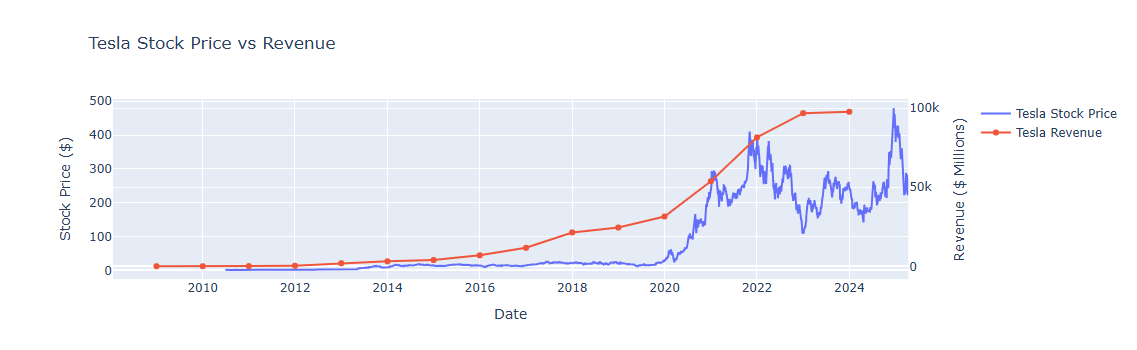 Tesla Stock Price vs Revenue
Stock Price ($)
500
400
300
200
100
0
100k
50k
0
Revenue ($ Millions)
2010 2012 2014 2016 2018 2020 2022 2024
Date
Tesla Stock Price
Tesla Revenue